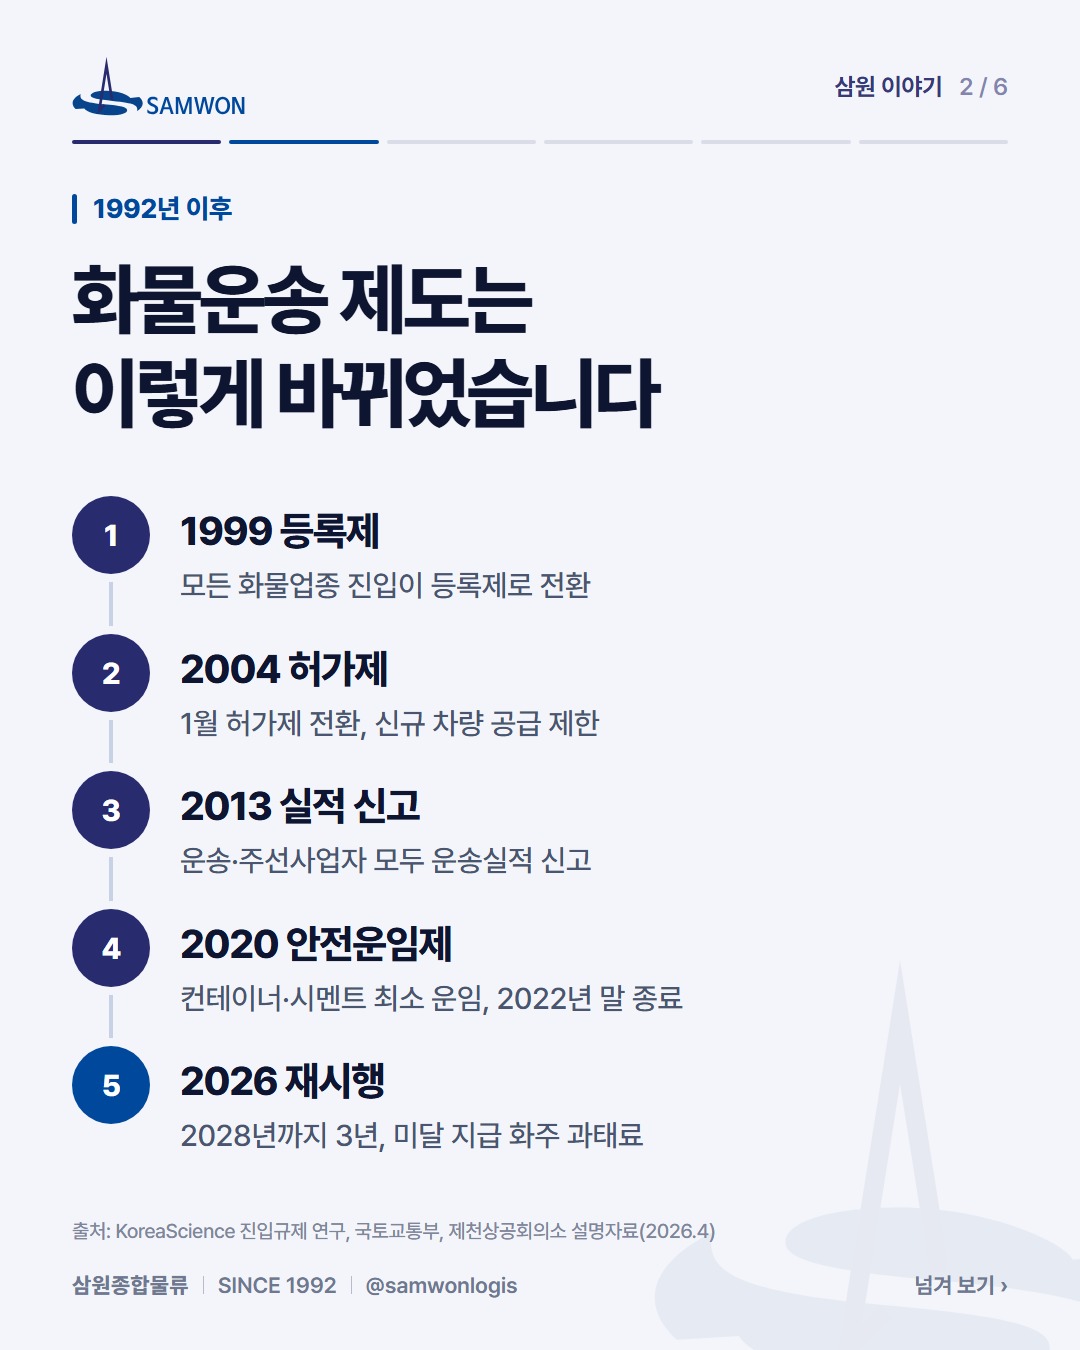 SAMWON
삼원 이야기 2 / 6
1992년 이후
화물운송 제도는
이렇게 바뀌었습니다
1
1999 등록제
모든 화물업종 진입이 등록제로 전환
2
2004 허가제
1월 허가제 전환, 신규 차량 공급 제한
3
2013 실적 신고
운송·주선사업자 모두 운송실적 신고
4
2020 안전운임제
컨테이너·시멘트 최소 운임, 2022년 말 종료
5
2026 재시행
2028년까지 3년, 미달 지급 화주 과태료
출처: KoreaScience 진입규제 연구, 국토교통부, 제천상공회의소 설명자료(2026.4)
삼원종합물류 | SINCE 1992 | @samwonlogis
넘겨 보기 ›